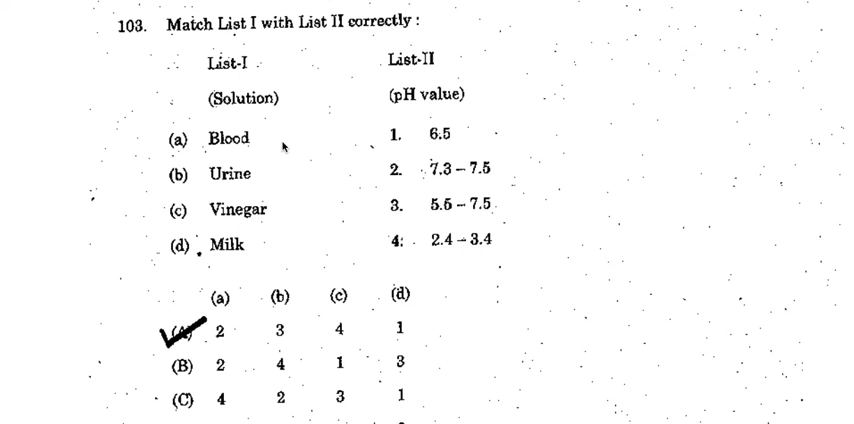 103. Match List I with List II correctly :
List-I List-II
(Solution) (pH value)
(a) Blood 1. 6.5
(b) Urine 2. 7.3 – 7.5
(c) Vinegar 3. 5.5 – 7.5
(d) Milk 4. 2.4 – 3.4
(a) (b) (c) (d)
(A) 2 3 4 1
(B) 2 4 1 3
(C) 4 2 3 1